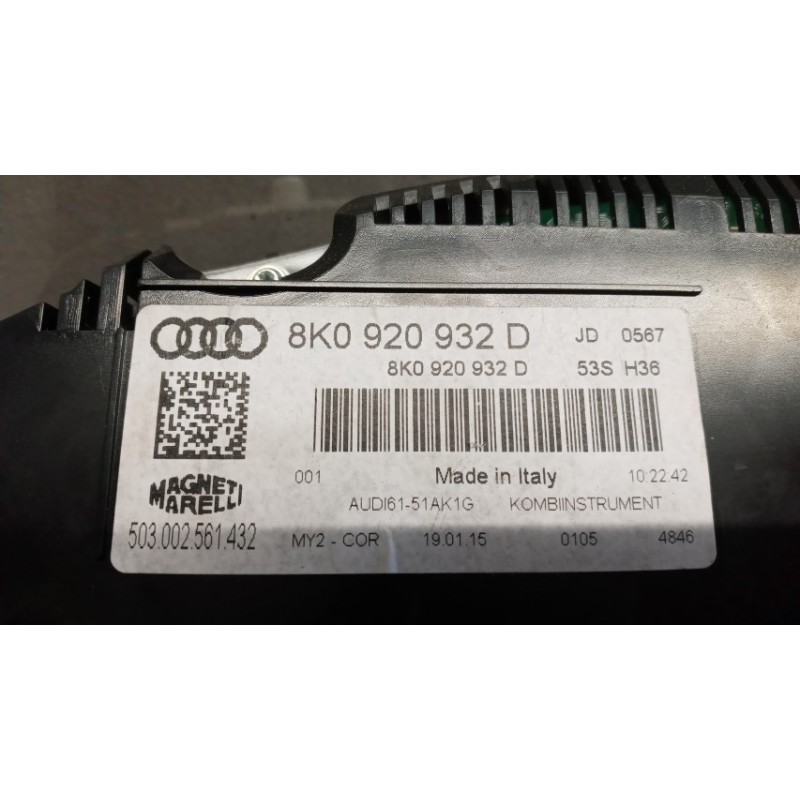 8K0 920 932 D JD 0567
8K0 920 932 D 53S H36
001 Made in Italy 10:22:42
MAGNETI
MARELLI
AUDI61-51AK1G KOMBIINSTRUMENT
503.002.561.432 MY2 - COR 19.01.15 0105 4846